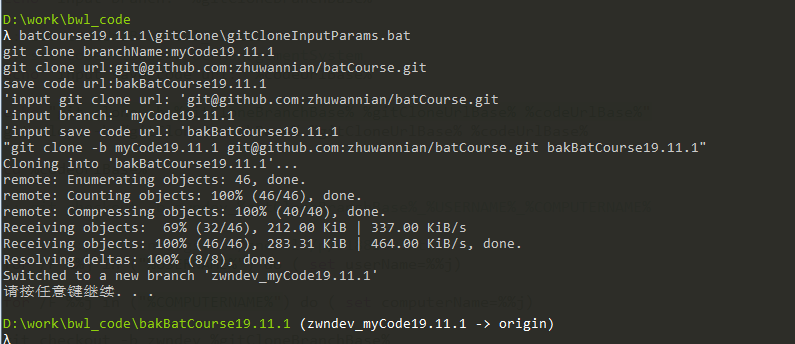 D:\work\bwl_code
λ batCourse19.11.1\gitClone\gitCloneInputParams.bat
git clone branchName:myCode19.11.1
git clone url:git@github.com:zhuwannian/batCourse.git
save code url:bakBatCourse19.11.1
'input git clone url: 'git@github.com:zhuwannian/batCourse.git
'input branch: 'myCode19.11.1
'input save code url: 'bakBatCourse19.11.1
"git clone -b myCode19.11.1 git@github.com:zhuwannian/batCourse.git bakBatCourse19.11.1"
Cloning into 'bakBatCourse19.11.1'...
remote: Enumerating objects: 46, done.
remote: Counting objects: 100% (46/46), done.
remote: Compressing objects: 100% (40/40), done.
Receiving objects:  69% (32/46), 212.00 KiB | 337.00 KiB/s
Receiving objects: 100% (46/46), 283.31 KiB | 464.00 KiB/s, done.
Resolving deltas: 100% (8/8), done.
Switched to a new branch 'zwndev_myCode19.11.1'
请按任意键继续. . .
D:\work\bwl_code\bakBatCourse19.11.1 (zwndev_myCode19.11.1 -> origin)
λ